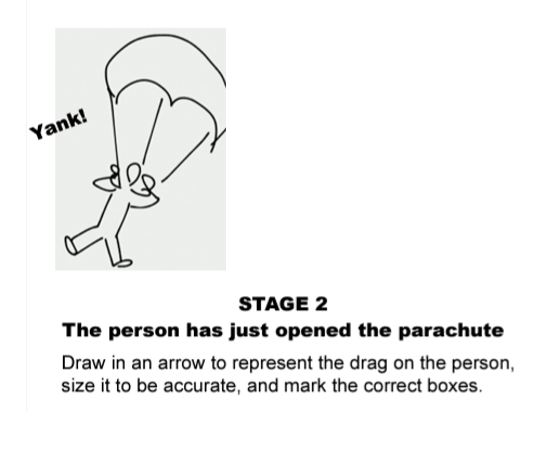 Yank!
STAGE 2
The person has just opened the parachute
Draw in an arrow to represent the drag on the person,
size it to be accurate, and mark the correct boxes.